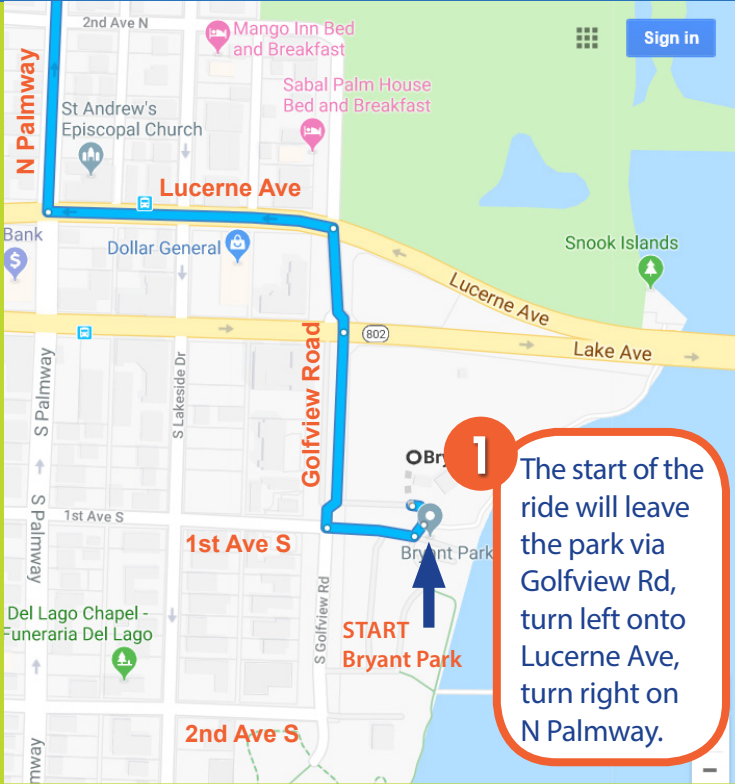 2nd Ave N
Mango Inn Bed
and Breakfast
Sign in
N Palmway
Sabal Palm House
Bed and Breakfast
St Andrew's
Episcopal Church
Lucerne Ave
Bank
$
Dollar General
Snook Islands
Lucerne Ave
802
Lake Ave
Golfview Road
S Palmway
S Lakeside Dr
OBry
1
The start of the
ride will leave
the park via
Golfview Rd,
turn left onto
Lucerne Ave,
turn right on
N Palmway.
S Palmway
1st Ave S
1st Ave S
Bryant Park
S Golfview Rd
START
Bryant Park
Del Lago Chapel -
Funeraria Del Lago
2nd Ave S
mway